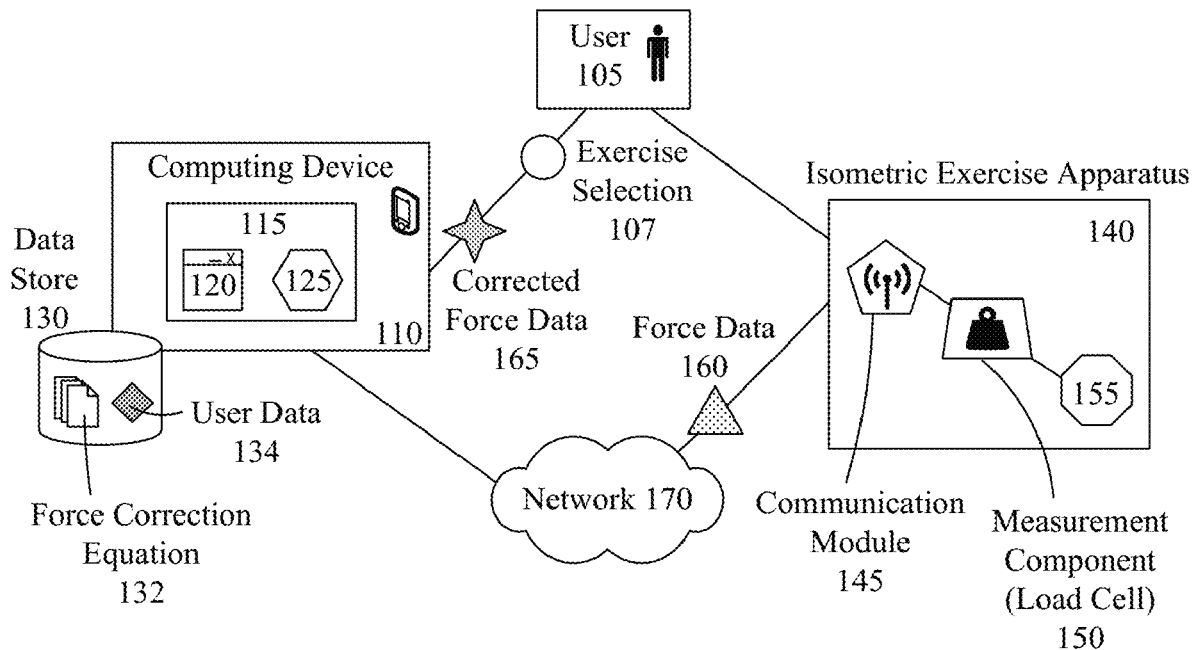 User
105
Computing Device
115
_ X
120
125
110
Data
Store
130
Exercise
Selection
107
Corrected
Force Data
165
Isometric Exercise Apparatus
140
155
Force Data
160
User Data
134
Force Correction
Equation
132
Network 170
Communication
Module
145
Measurement
Component
(Load Cell)
150